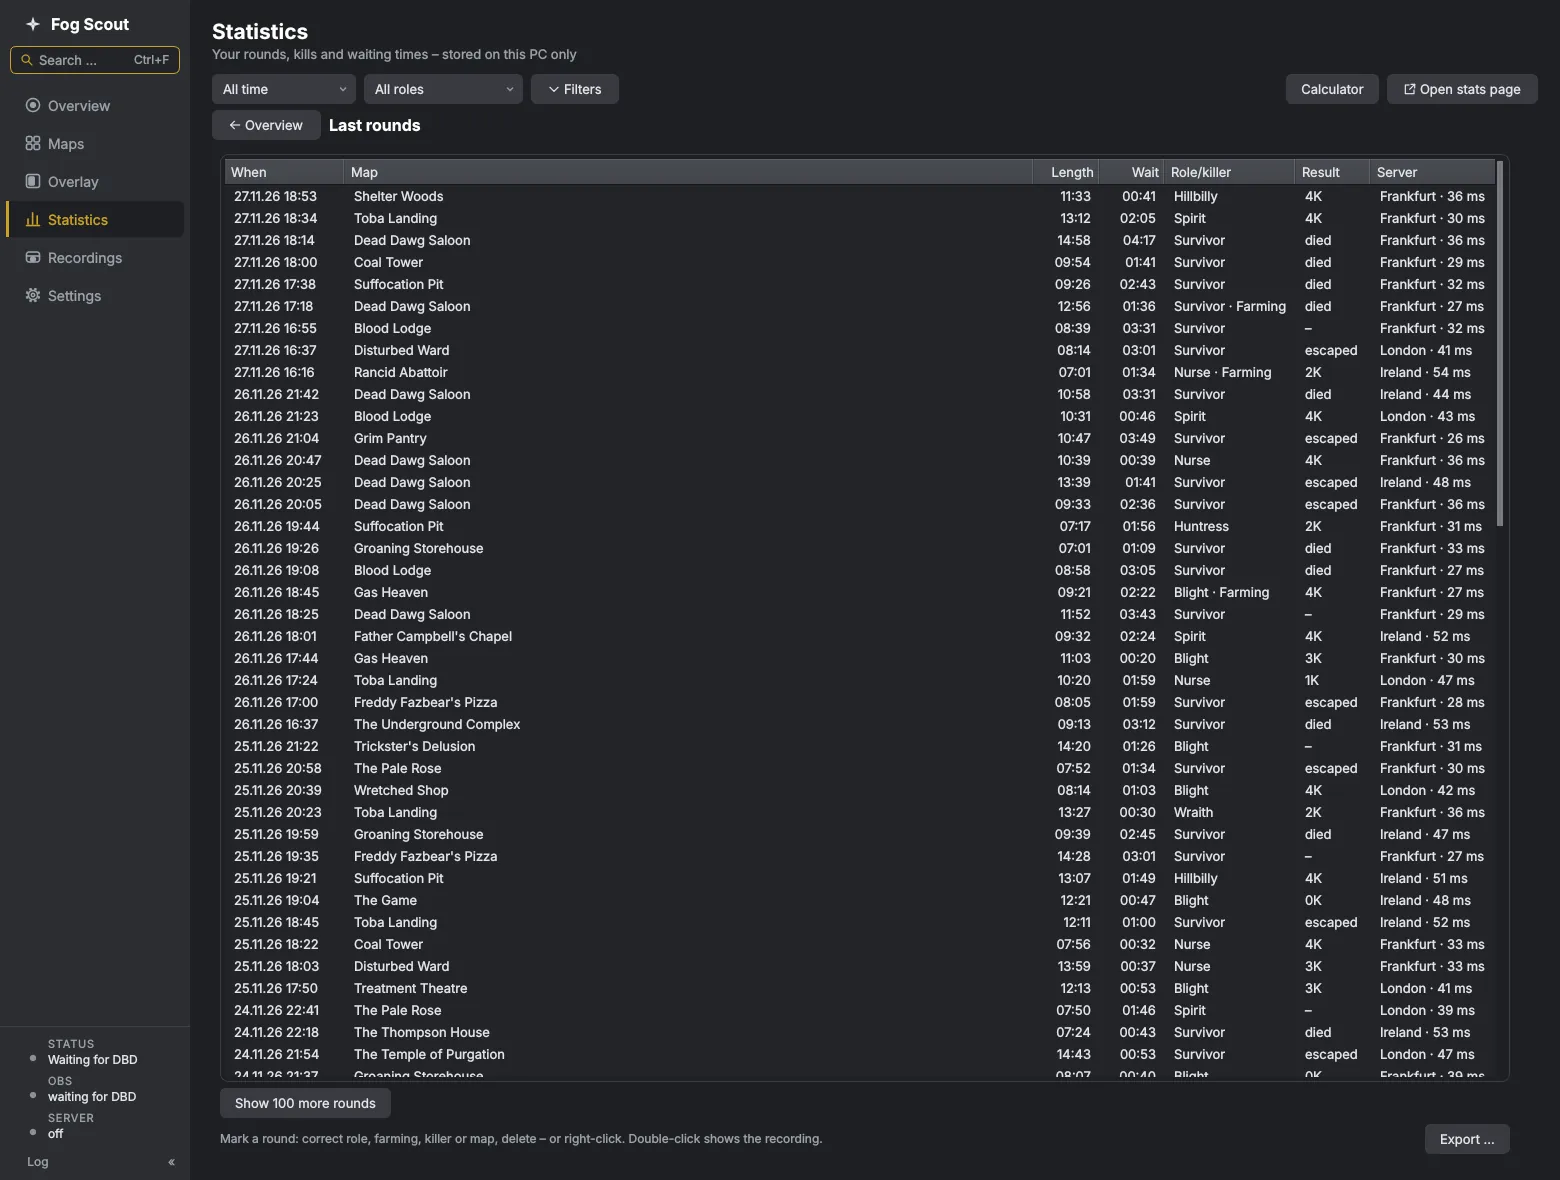 Fog Scout
Search ... Ctrl+F
Overview
Maps
Overlay
Statistics
Recordings
Settings
STATUS
Waiting for DBD
OBS
waiting for DBD
SERVER
off
Log «
Statistics
Your rounds, kills and waiting times – stored on this PC only
All time All roles Filters Calculator Open stats page
← Overview Last rounds
When Map Length Wait Role/killer Result Server
27.11.26 18:53 Shelter Woods 11:33 00:41 Hillbilly 4K Frankfurt · 36 ms
27.11.26 18:34 Toba Landing 13:12 02:05 Spirit 4K Frankfurt · 30 ms
27.11.26 18:14 Dead Dawg Saloon 14:58 04:17 Survivor died Frankfurt · 36 ms
27.11.26 18:00 Coal Tower 09:54 01:41 Survivor died Frankfurt · 29 ms
27.11.26 17:38 Suffocation Pit 09:26 02:43 Survivor died Frankfurt · 32 ms
27.11.26 17:18 Dead Dawg Saloon 12:56 01:36 Survivor · Farming died Frankfurt · 27 ms
27.11.26 16:55 Blood Lodge 08:39 03:31 Survivor – Frankfurt · 32 ms
27.11.26 16:37 Disturbed Ward 08:14 03:01 Survivor escaped London · 41 ms
27.11.26 16:16 Rancid Abattoir 07:01 01:34 Nurse · Farming 2K Ireland · 54 ms
26.11.26 21:42 Dead Dawg Saloon 10:58 03:31 Survivor died Ireland · 44 ms
26.11.26 21:23 Blood Lodge 10:31 00:46 Spirit 4K London · 43 ms
26.11.26 21:04 Grim Pantry 10:47 03:49 Survivor escaped Frankfurt · 26 ms
26.11.26 20:47 Dead Dawg Saloon 10:39 00:39 Nurse 4K Frankfurt · 36 ms
26.11.26 20:25 Dead Dawg Saloon 13:39 01:41 Survivor escaped Ireland · 48 ms
26.11.26 20:05 Dead Dawg Saloon 09:33 02:36 Survivor escaped Frankfurt · 36 ms
26.11.26 19:44 Suffocation Pit 07:17 01:56 Huntress 2K Frankfurt · 31 ms
26.11.26 19:26 Groaning Storehouse 07:01 01:09 Survivor died Frankfurt · 33 ms
26.11.26 19:08 Blood Lodge 08:58 03:05 Survivor died Frankfurt · 27 ms
26.11.26 18:45 Gas Heaven 09:21 02:22 Blight · Farming 4K Frankfurt · 27 ms
26.11.26 18:25 Dead Dawg Saloon 11:52 03:43 Survivor – Frankfurt · 29 ms
26.11.26 18:01 Father Campbell's Chapel 09:32 02:24 Spirit 4K Ireland · 52 ms
26.11.26 17:44 Gas Heaven 11:03 00:20 Blight 3K Frankfurt · 30 ms
26.11.26 17:24 Toba Landing 10:20 01:59 Nurse 1K London · 47 ms
26.11.26 17:00 Freddy Fazbear's Pizza 08:05 01:59 Survivor escaped Frankfurt · 28 ms
26.11.26 16:37 The Underground Complex 09:13 03:12 Survivor died Ireland · 53 ms
25.11.26 21:22 Trickster's Delusion 14:20 01:26 Blight – Frankfurt · 31 ms
25.11.26 20:58 The Pale Rose 07:52 01:34 Survivor escaped Frankfurt · 30 ms
25.11.26 20:39 Wretched Shop 08:14 01:03 Blight 4K London · 42 ms
25.11.26 20:23 Toba Landing 13:27 00:30 Wraith 2K Frankfurt · 36 ms
25.11.26 19:59 Groaning Storehouse 09:39 02:45 Survivor died Ireland · 47 ms
25.11.26 19:35 Freddy Fazbear's Pizza 14:28 03:01 Survivor – Frankfurt · 27 ms
25.11.26 19:21 Suffocation Pit 13:07 01:49 Hillbilly 4K Ireland · 51 ms
25.11.26 19:04 The Game 12:21 00:47 Blight 0K Ireland · 48 ms
25.11.26 18:45 Toba Landing 12:11 01:00 Survivor escaped Ireland · 52 ms
25.11.26 18:22 Coal Tower 07:56 00:32 Nurse 4K Frankfurt · 33 ms
25.11.26 18:03 Disturbed Ward 13:59 00:37 Nurse 3K Frankfurt · 33 ms
25.11.26 17:50 Treatment Theatre 12:13 00:53 Blight 3K London · 41 ms
24.11.26 22:41 The Pale Rose 07:50 01:46 Spirit – London · 39 ms
24.11.26 22:18 The Thompson House 07:24 00:43 Survivor died Ireland · 53 ms
24.11.26 21:54 The Temple of Purgation 14:43 00:53 Survivor escaped London · 47 ms
24.11.26 21:37 Groaning Storehouse 08:07 00:40 Blight 0K Frankfurt · 39 ms
Show 100 more rounds
Mark a round: correct role, farming, killer or map, delete – or right-click. Double-click shows the recording.
Export ...